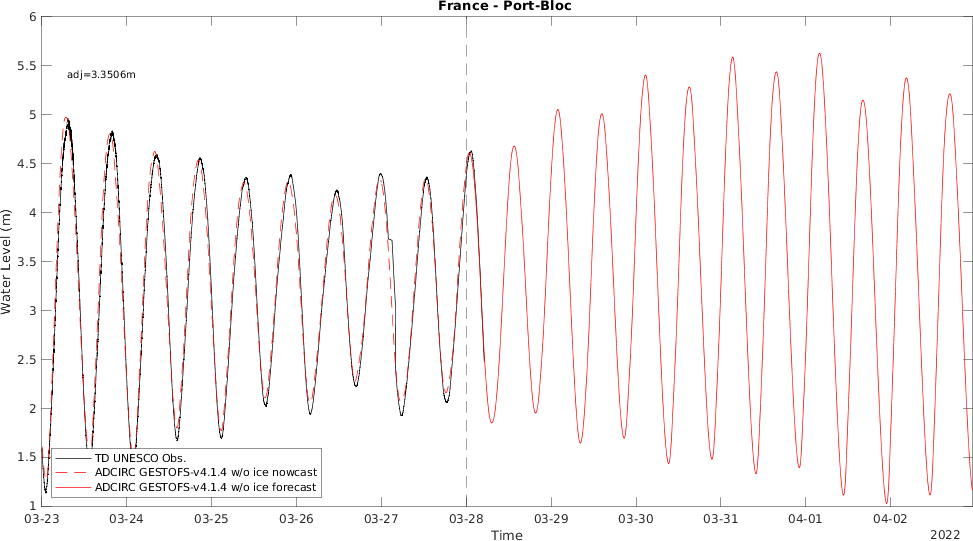 France - Port-Bloc
adj=3.3506m
Water Level (m)
6
5.5
5
4.5
4
3.5
3
2.5
2
1.5
1
TD UNESCO Obs.
ADCIRC GESTOFS-v4.1.4 w/o ice nowcast
ADCIRC GESTOFS-v4.1.4 w/o ice forecast
03-23 03-24 03-25 03-26 03-27 03-28 03-29 03-30 03-31 04-01 04-02
Time
2022